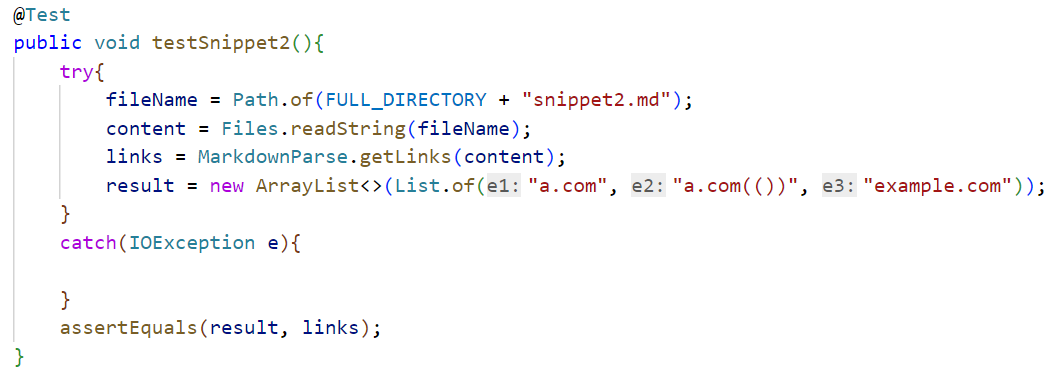 @Test
public void testSnippet2(){
try{
fileName = Path.of(FULL_DIRECTORY + "snippet2.md");
content = Files.readString(fileName);
links = MarkdownParse.getLinks(content);
result = new ArrayList<>(List.of(e1: "a.com", e2: "a.com(())", e3: "example.com"));
}
catch(IOException e){
}
assertEquals(result, links);
}